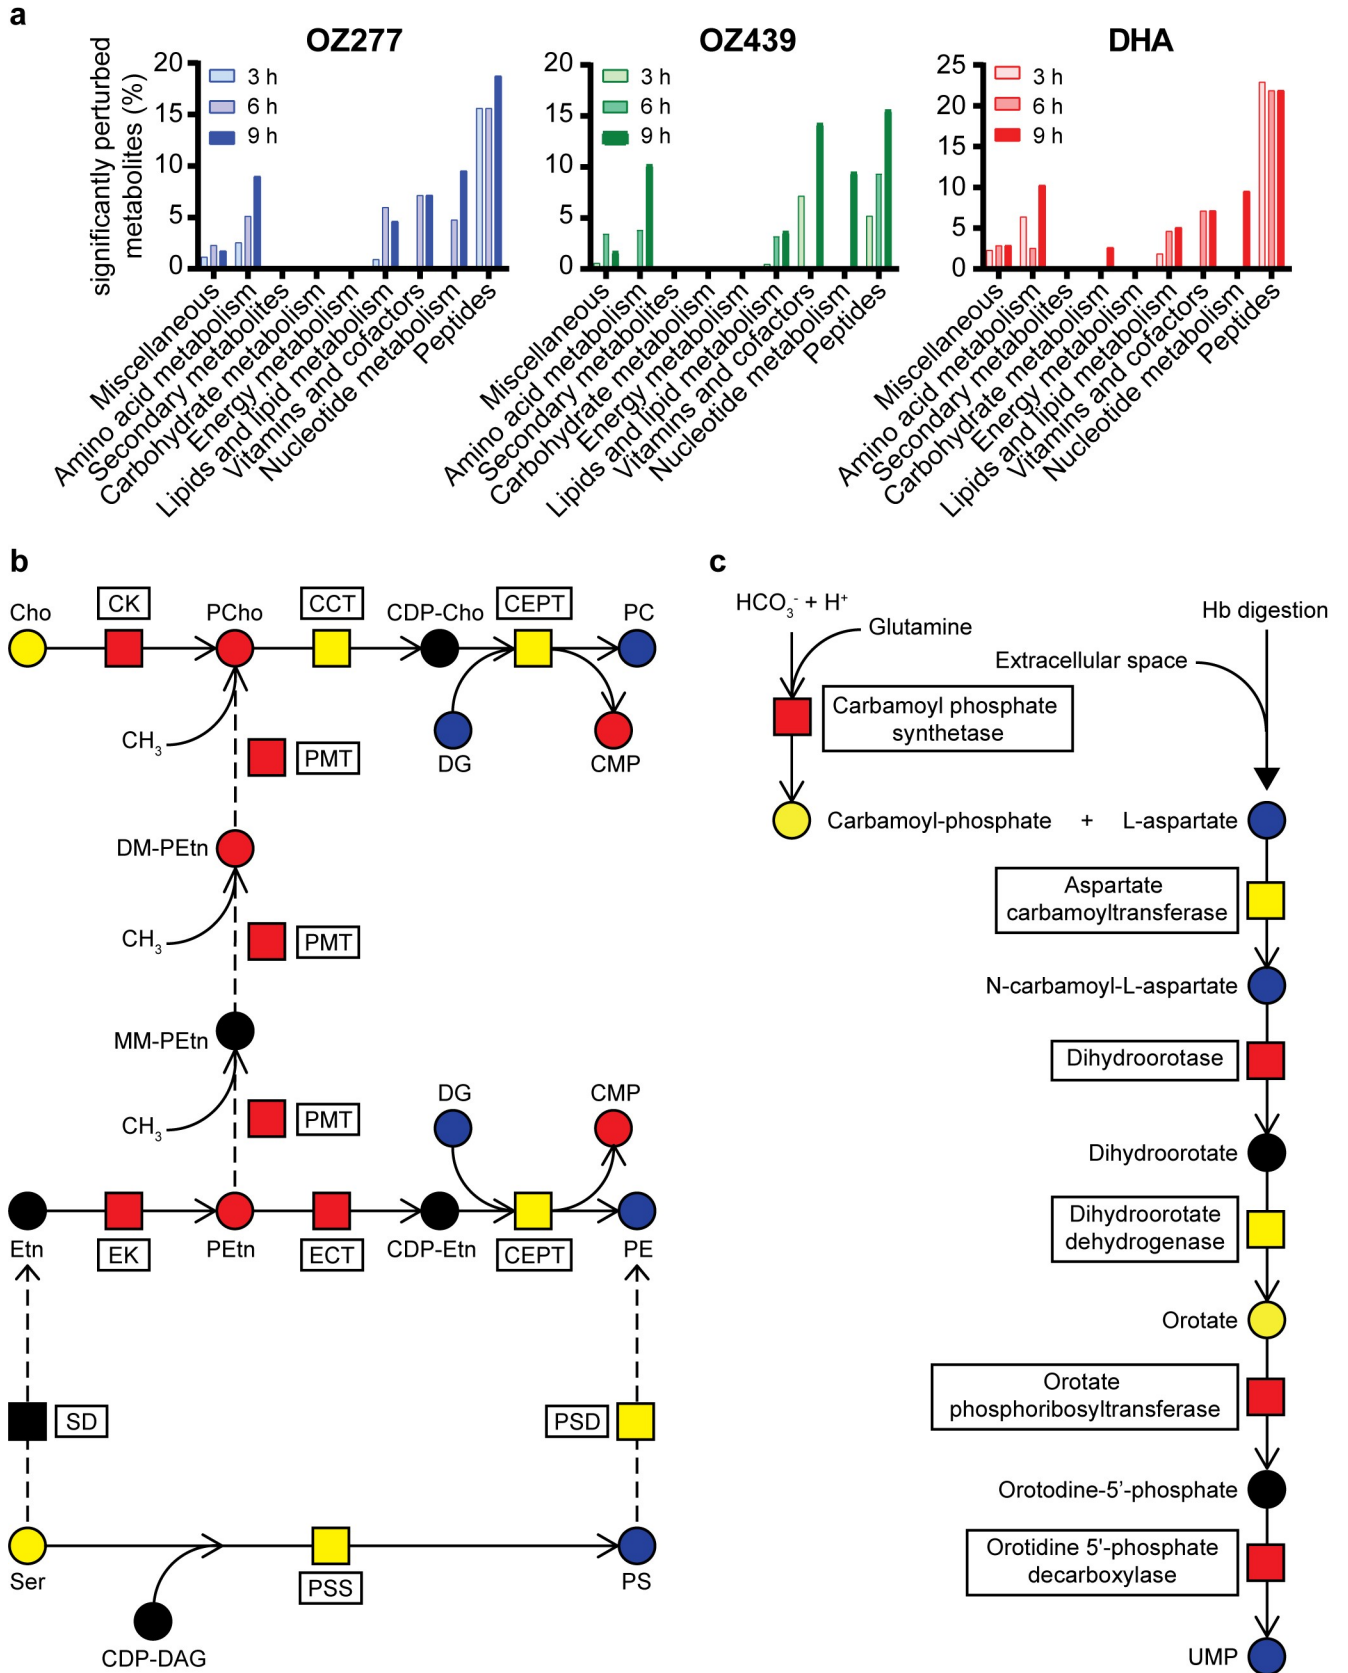 a
OZ277
OZ439
DHA
significantly perturbed
metabolites (%)
20
15
10
5
0
3 h
6 h
9 h
Miscellaneous
Amino acid metabolism
Secondary metabolites
Carbohydrate metabolism
Energy metabolism
Lipids and lipid metabolism
Vitamins and cofactors
Nucleotide metabolism
Peptides
20
15
10
5
0
3 h
6 h
9 h
Miscellaneous
Amino acid metabolism
Secondary metabolites
Carbohydrate metabolism
Energy metabolism
Lipids and lipid metabolism
Vitamins and cofactors
Nucleotide metabolism
Peptides
25
20
15
10
5
0
3 h
6 h
9 h
Miscellaneous
Amino acid metabolism
Secondary metabolites
Carbohydrate metabolism
Energy metabolism
Lipids and lipid metabolism
Vitamins and cofactors
Nucleotide metabolism
Peptides
b
Cho
CK
PCho
CCT
CDP-Cho
CEPT
PC
CH₃
PMT
DG
CMP
DM-PEtn
CH₃
PMT
MM-PEtn
CH₃
PMT
DG
CMP
Etn
EK
PEtn
ECT
CDP-Etn
CEPT
PE
SD
PSD
Ser
PSS
PS
CDP-DAG
c
HCO₃⁻ + H⁺
Glutamine
Hb digestion
Extracellular space
Carbamoyl phosphate
synthetase
Carbamoyl-phosphate + L-aspartate
Aspartate
carbamoyltransferase
N-carbamoyl-L-aspartate
Dihydroorotase
Dihydroorotate
Dihydroorotate
dehydrogenase
Orotate
Orotate
phosphoribosyltransferase
Orotodine-5’-phosphate
Orotidine 5'-phosphate
decarboxylase
UMP